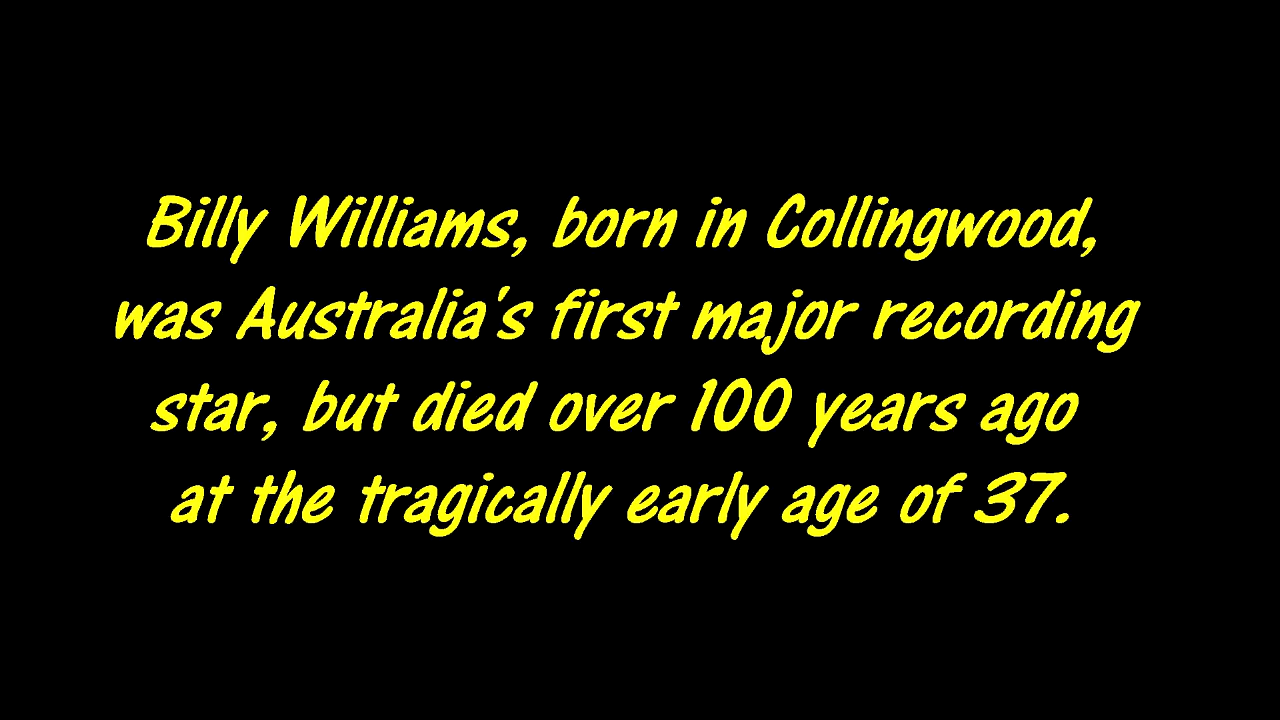 Billy Williams, born in Collingwood,
was Australia's first major recording
star, but died over 100 years ago
at the tragically early age of 37.